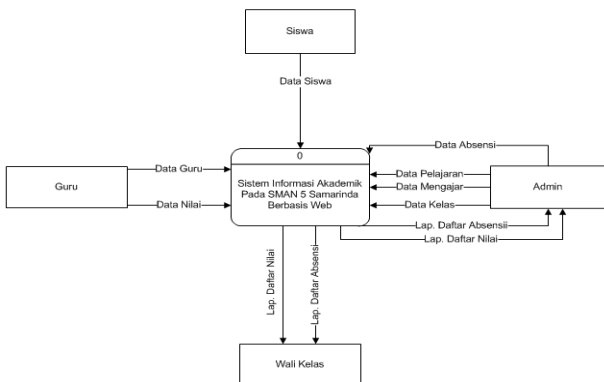 Siswa
Data Siswa
0
Sistem Informasi Akademik
Pada SMAN 5 Samarinda
Berbasis Web
Guru
Data Guru
Data Nilai
Data Absensi
Data Pelajaran
Data Mengajar
Data Kelas
Admin
Lap. Daftar Absensii
Lap. Daftar Nilai
Lap. Daftar Nilai
Lap. Daftar Absensi
Wali Kelas